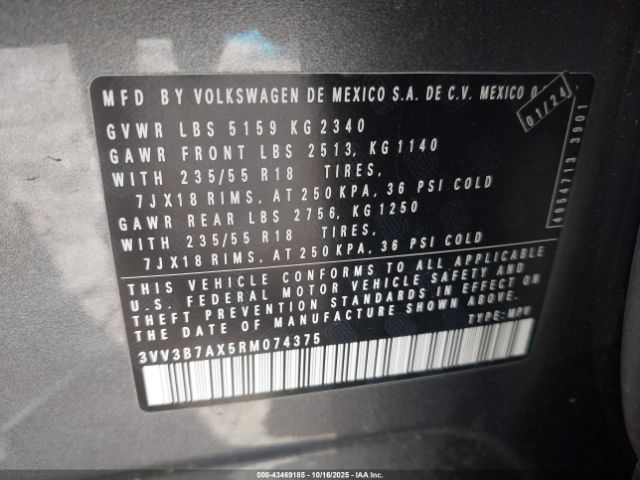 MFD BY VOLKSWAGEN DE MEXICO S.A. DE C.V. MEXICO
01/24
GVWR LBS 5159 KG 2340
GAWR FRONT LBS 2513, KG 1140
WITH 235/55 R18 TIRES,
7JX18 RIMS, AT 250 KPA, 36 PSI COLD
GAWR REAR LBS 2756, KG 1250
WITH 235/55 R18 TIRES,
7JX18 RIMS, AT 250 KPA, 36 PSI COLD
THIS VEHICLE CONFORMS TO ALL APPLICABLE
U.S. FEDERAL MOTOR VEHICLE SAFETY AND
THEFT PREVENTION STANDARDS IN EFFECT ON
THE DATE OF MANUFACTURE SHOWN ABOVE.
TYPE: MPV
3VV3B7AX5RM074375
4964713 3901
000-43469185 - 10/16/2025 - IAA Inc.